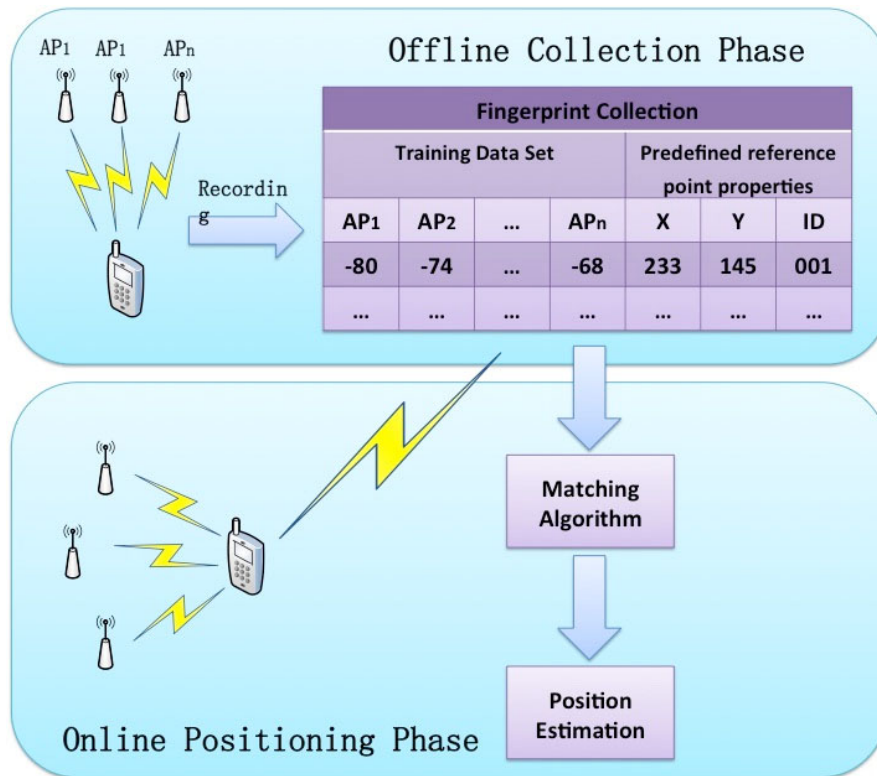 AP1 AP1 APn
Offline Collection Phase
Recordin
g
Fingerprint Collection
Training Data Set
Predefined reference
point properties
AP1 AP2 ... APn X Y ID
-80 -74 ... -68 233 145 001
... ... ... ... ... ... ...
Matching
Algorithm
Position
Estimation
Online Positioning Phase